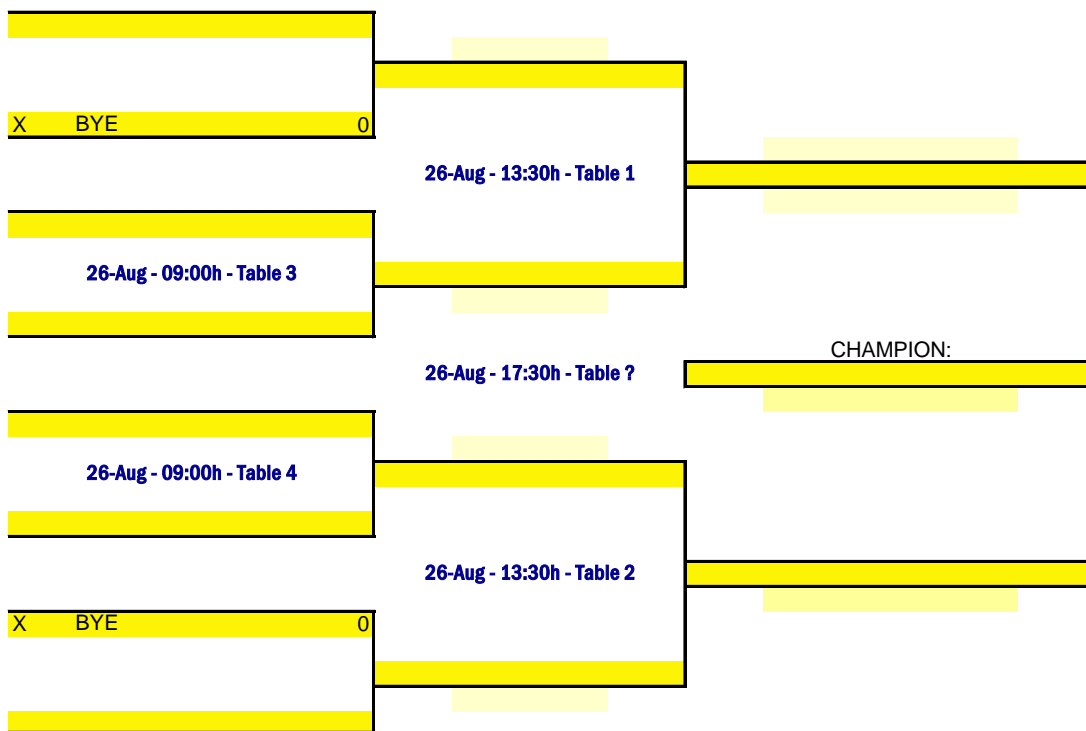 X BYE 0
26-Aug - 13:30h - Table 1
26-Aug - 09:00h - Table 3
CHAMPION:
26-Aug - 17:30h - Table ?
26-Aug - 09:00h - Table 4
26-Aug - 13:30h - Table 2
X BYE 0